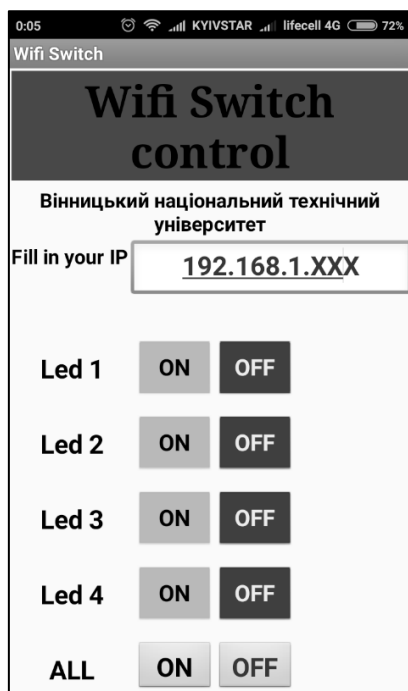 0:05 KYIVSTAR lifecell 4G 72%
Wifi Switch
Wifi Switch
control
Вінницький національний технічний
університет
Fill in your IP 192.168.1.XXX
Led 1 ON OFF
Led 2 ON OFF
Led 3 ON OFF
Led 4 ON OFF
ALL ON OFF